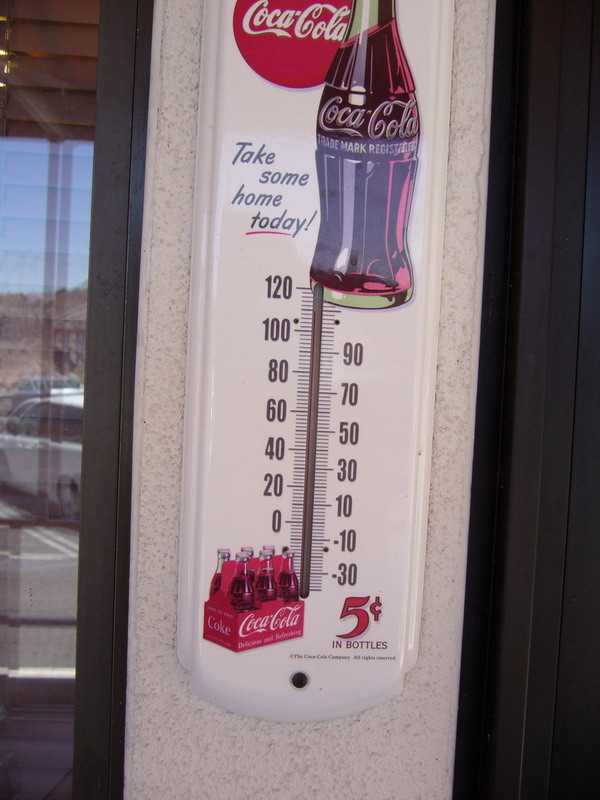 Coca-Cola
Coca-Cola
TRADE MARK REGISTERED
Take
some
home
today!
120
100
90
80
70
60
50
40
30
20
10
0
-10
-30
Coke
Coca-Cola
Delicious and Refreshing
5¢
IN BOTTLES
©The Coca-Cola Company. All rights reserved.